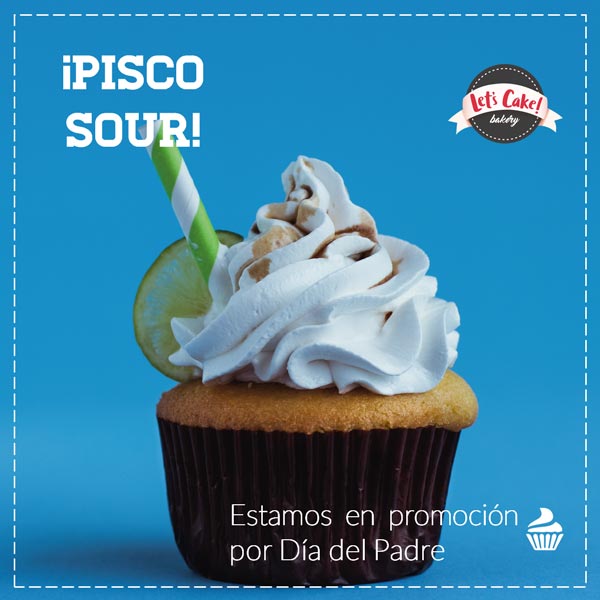 ¡PISCO
SOUR!
Let's Cake!
bakery
Estamos en promoción
por Día del Padre